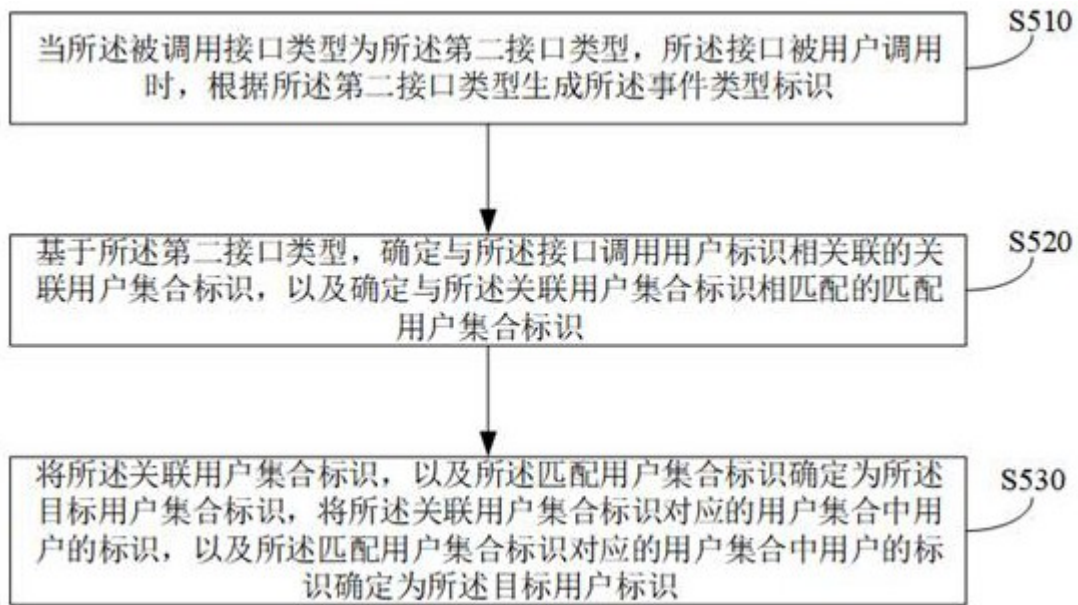 S510
当所述被调用接口类型为所述第二接口类型，所述接口被用户调用
时，根据所述第二接口类型生成所述事件类型标识
S520
基于所述第二接口类型，确定与所述接口调用用户标识相关联的关
联用户集合标识，以及确定与所述关联用户集合标识相匹配的匹配
用户集合标识
S530
将所述关联用户集合标识，以及所述匹配用户集合标识确定为所述
目标用户集合标识，将所述关联用户集合标识对应的用户集合中用
户的标识，以及所述匹配用户集合标识对应的用户集合中用户的标
识确定为所述目标用户标识